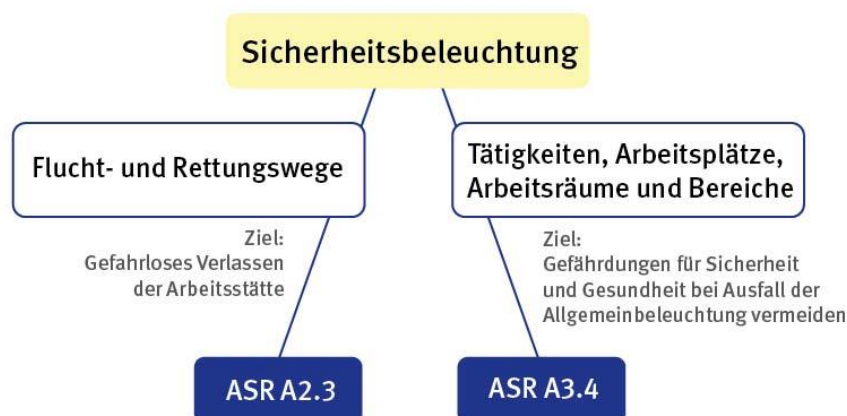 Sicherheitsbeleuchtung
Flucht- und Rettungswege
Ziel:
Gefahrloses Verlassen
der Arbeitsstätte
ASR A2.3
Tätigkeiten, Arbeitsplätze,
Arbeitsräume und Bereiche
Ziel:
Gefährdungen für Sicherheit
und Gesundheit bei Ausfall der
Allgemeinbeleuchtung vermeiden
ASR A3.4